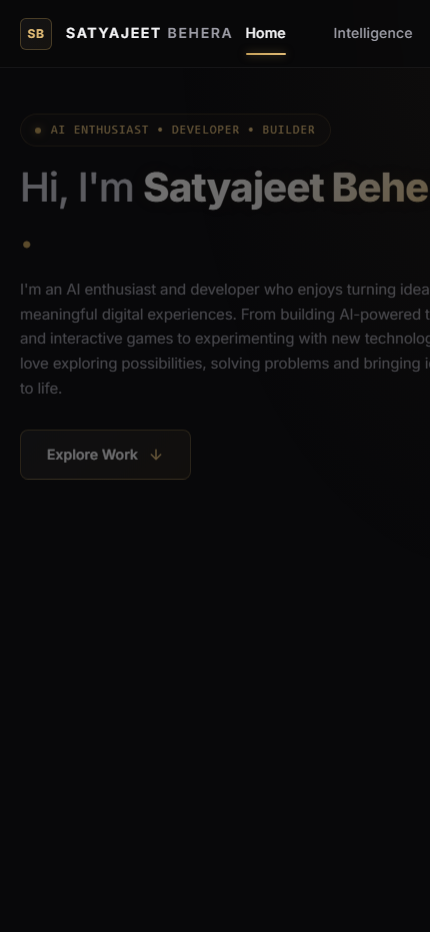 SB SATYAJEET BEHERA Home Intelligence
AI ENTHUSIAST • DEVELOPER • BUILDER
Hi, I'm Satyajeet Behe
.
I'm an AI enthusiast and developer who enjoys turning idea
meaningful digital experiences. From building AI-powered t
and interactive games to experimenting with new technolog
love exploring possibilities, solving problems and bringing i
to life.
Explore Work ↓